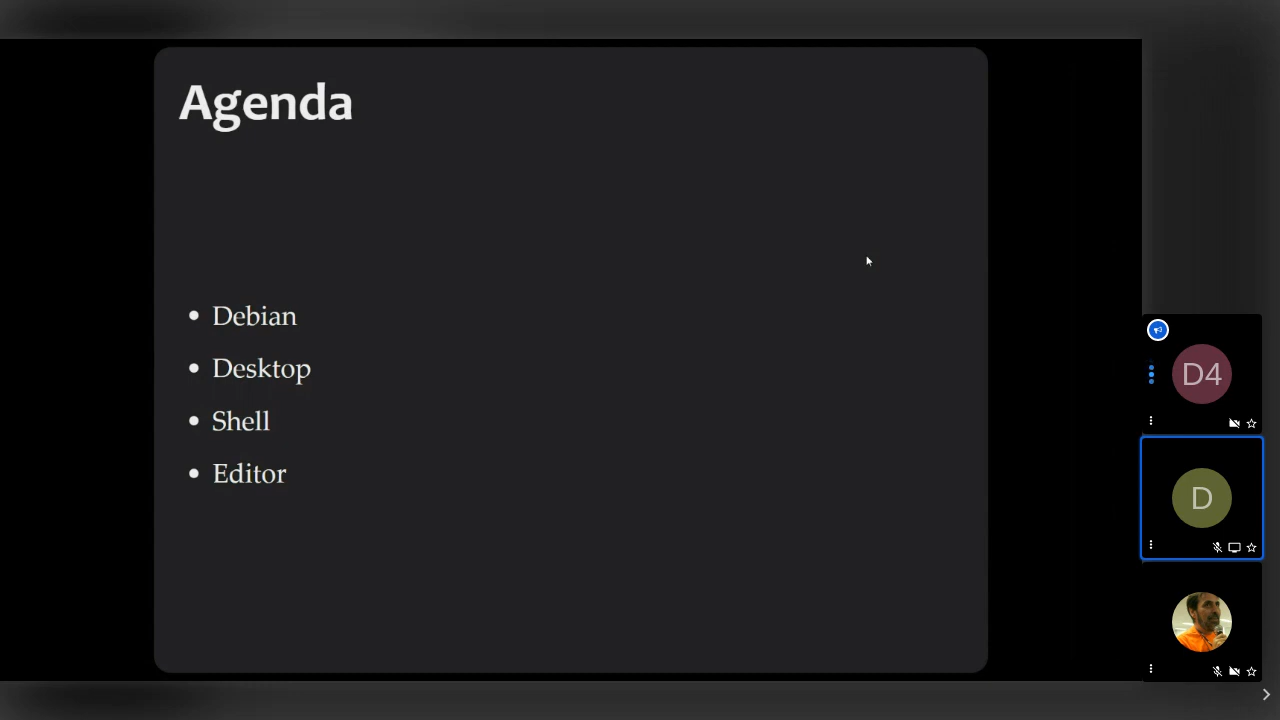 Agenda
• Debian
• Desktop
• Shell
• Editor
D4
D